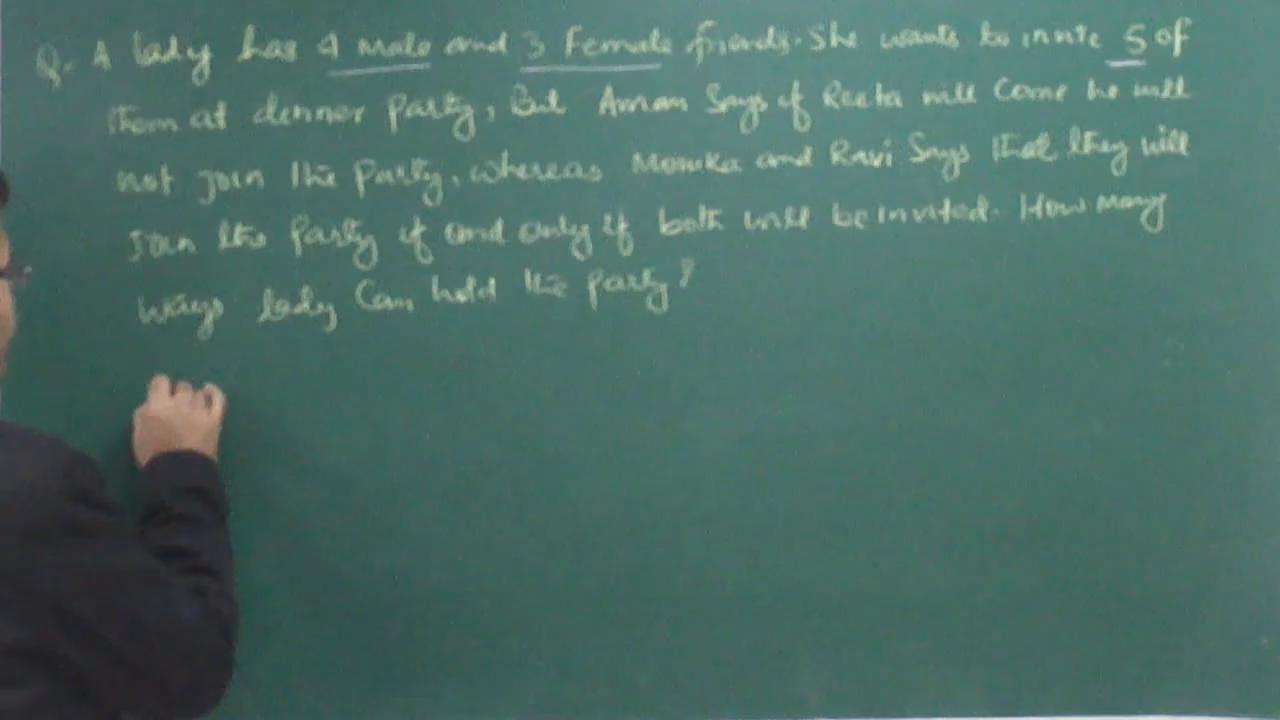 Q. A lady has 4 male and 3 Female friends. She wants to invite 5 of
them at denner party, But Aman Says if Reeta will Come he will
not join the party, whereas Monika and Ravi Says that they will
Join the Party if and only if both will be invited. How many
ways lady Can hold the party?